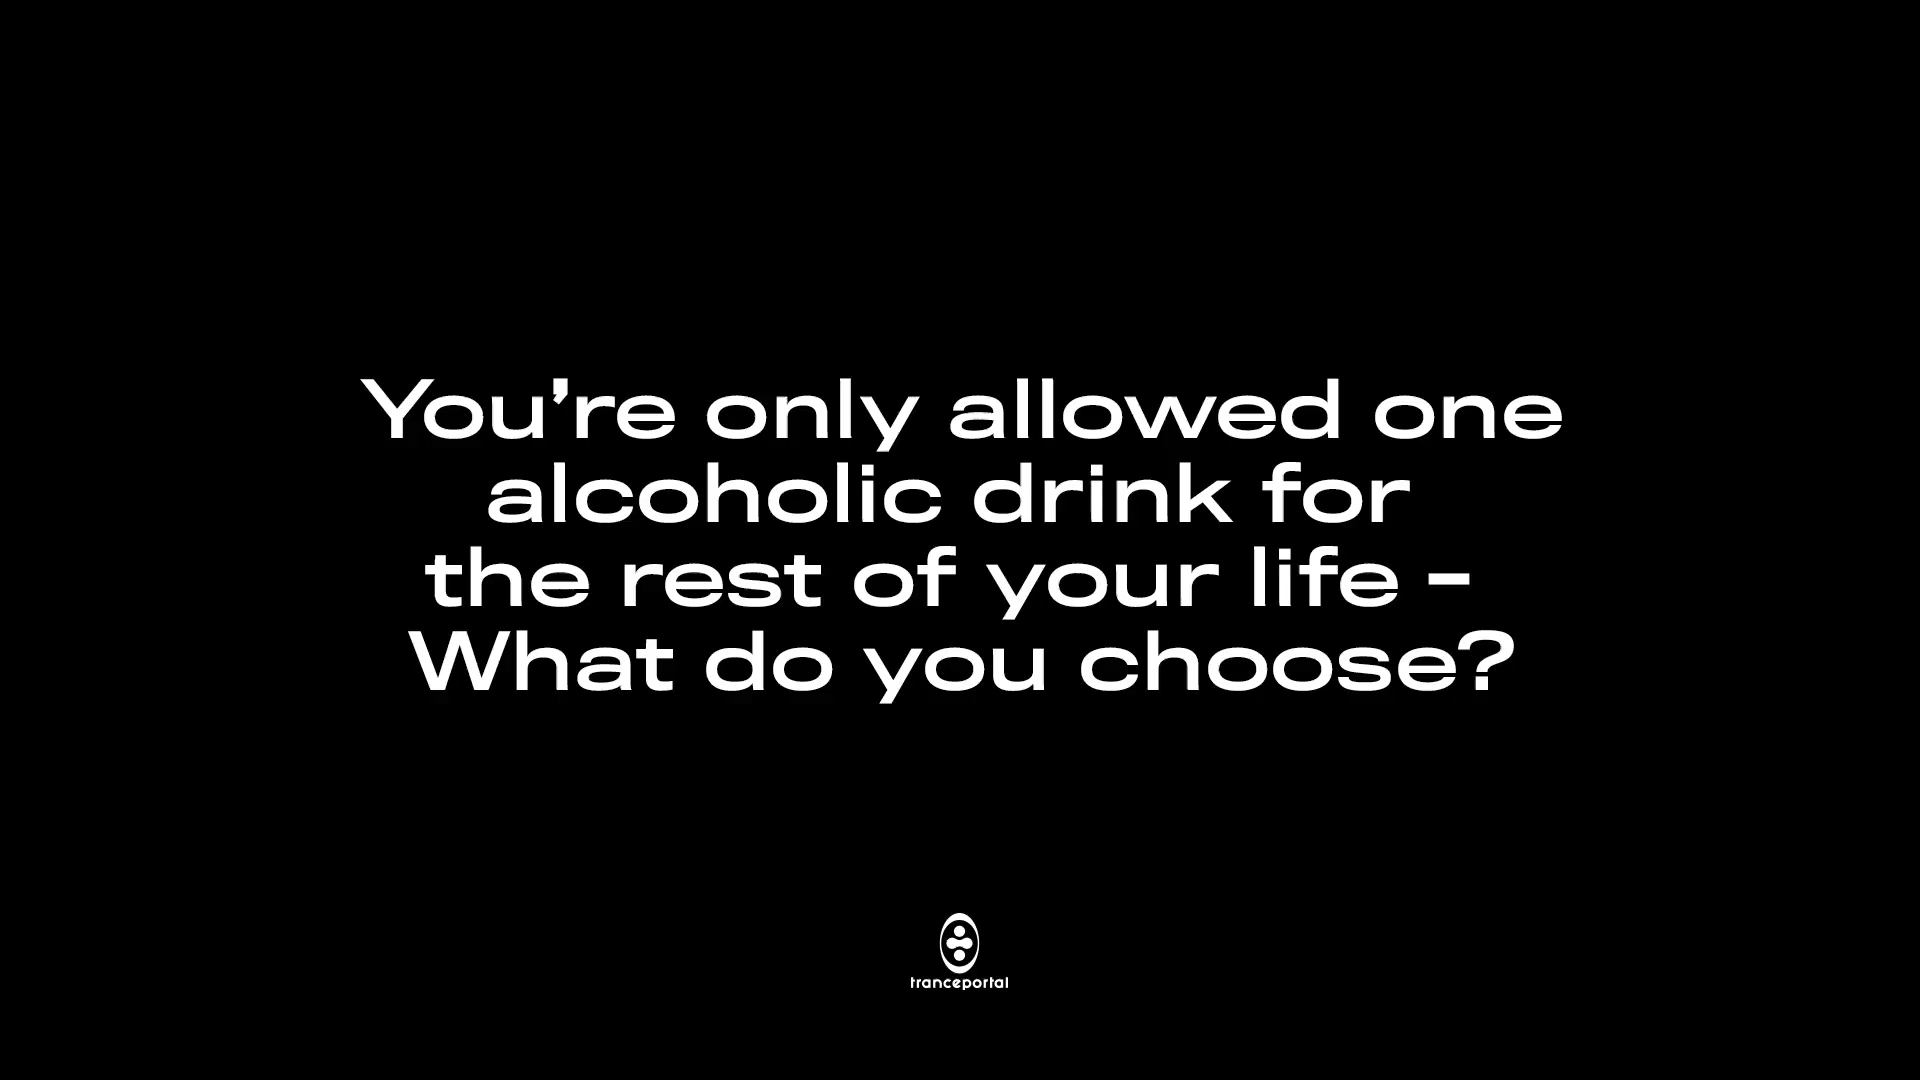 You’re only allowed one
alcoholic drink for
the rest of your life –
What do you choose?
tranceportal